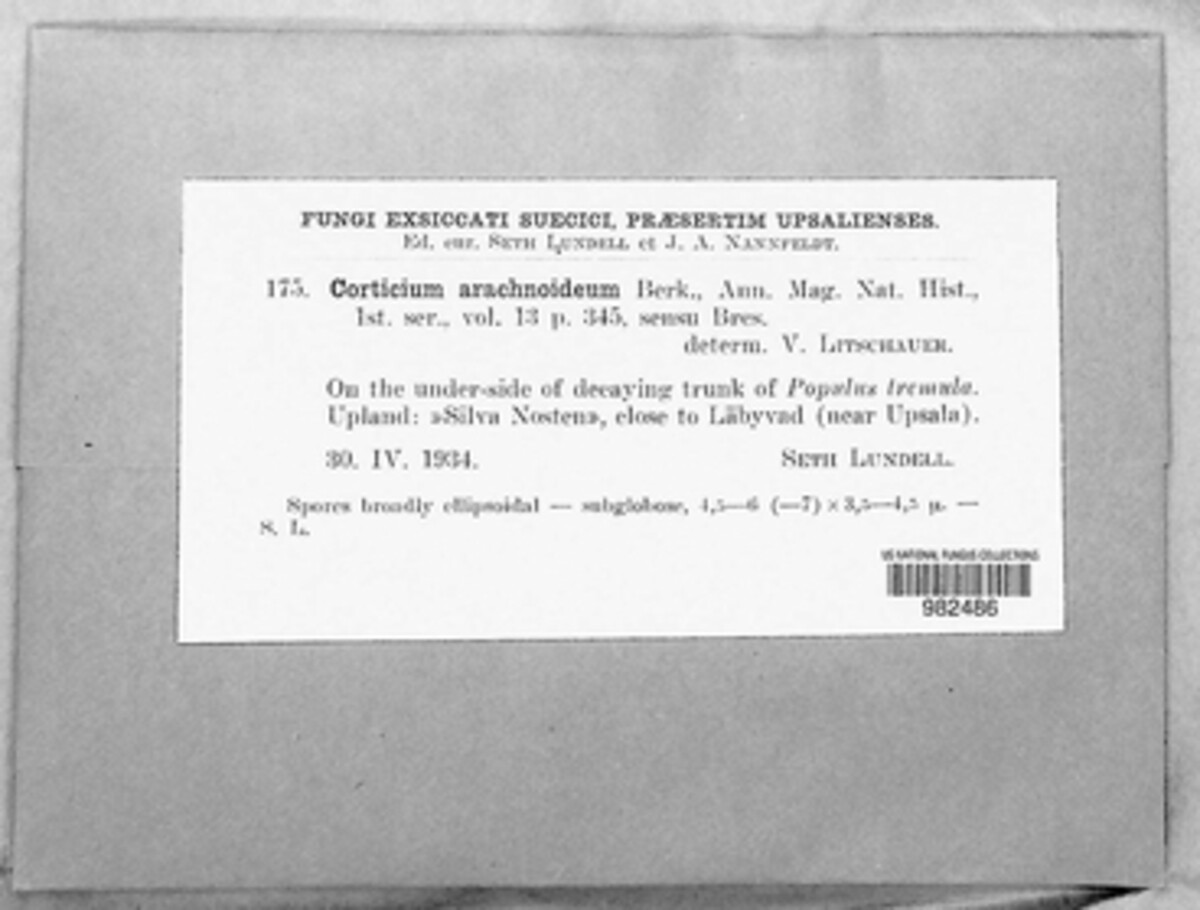 FUNGI EXSICCATI SUECICI, PRÆSERTIM UPSALIENSES.
Ed. cur. SETH LUNDELL et J. A. NANNFELDT.
175. Corticium arachnoideum Berk., Ann. Mag. Nat. Hist.,
1st. ser., vol. 13 p. 345, sensu Bres.
determ. V. LITSCHAUER.
On the under-side of decaying trunk of Populus tremula.
Upland: »Silva Nosten», close to Läbyvad (near Upsala).
30. IV. 1934. SETH LUNDELL.
Spores broadly ellipsoidal — subglobose, 4,5—6 (—7) × 3,5—4,5 µ. —
S. L.
US NATIONAL FUNGUS COLLECTIONS
982486